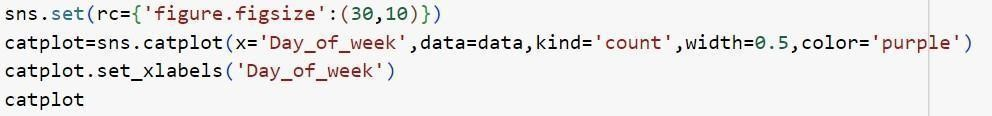 sns.set(rc={'figure.figsize':(30,10)})
catplot=sns.catplot(x='Day_of_week',data=data,kind='count',width=0.5,color='purple')
catplot.set_xlabels('Day_of_week')
catplot